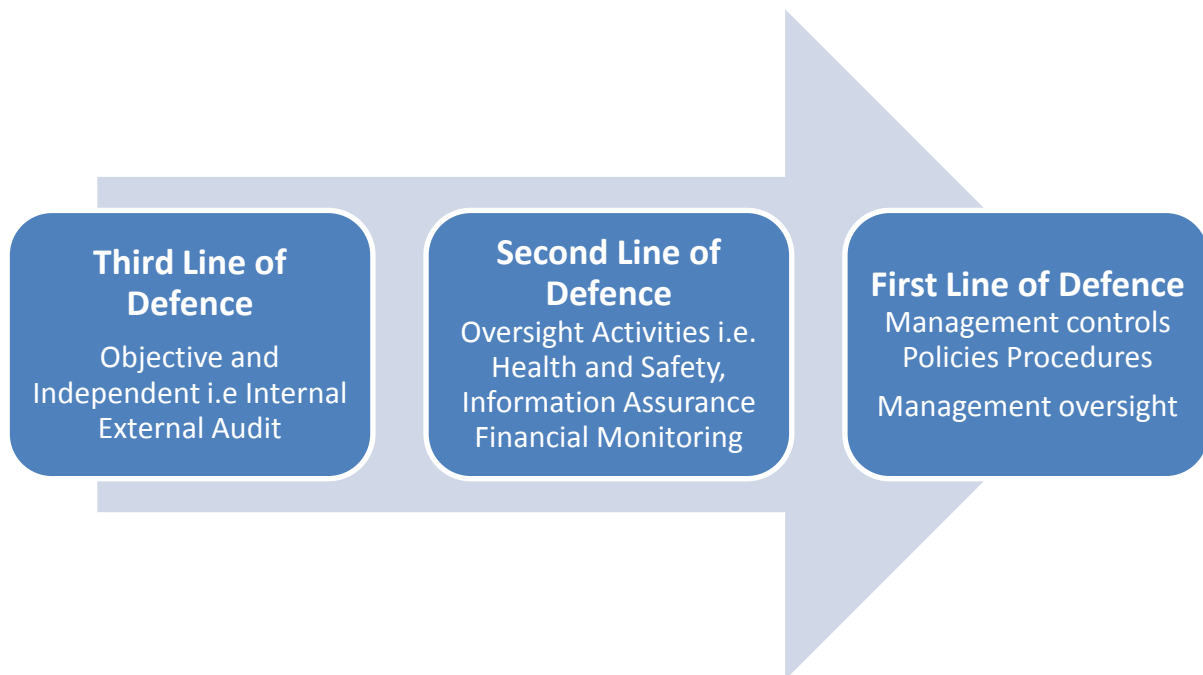 Third Line of
Defence
Objective and
Independent i.e Internal
External Audit
Second Line of
Defence
Oversight Activities i.e.
Health and Safety,
Information Assurance
Financial Monitoring
First Line of Defence
Management controls
Policies Procedures
Management oversight